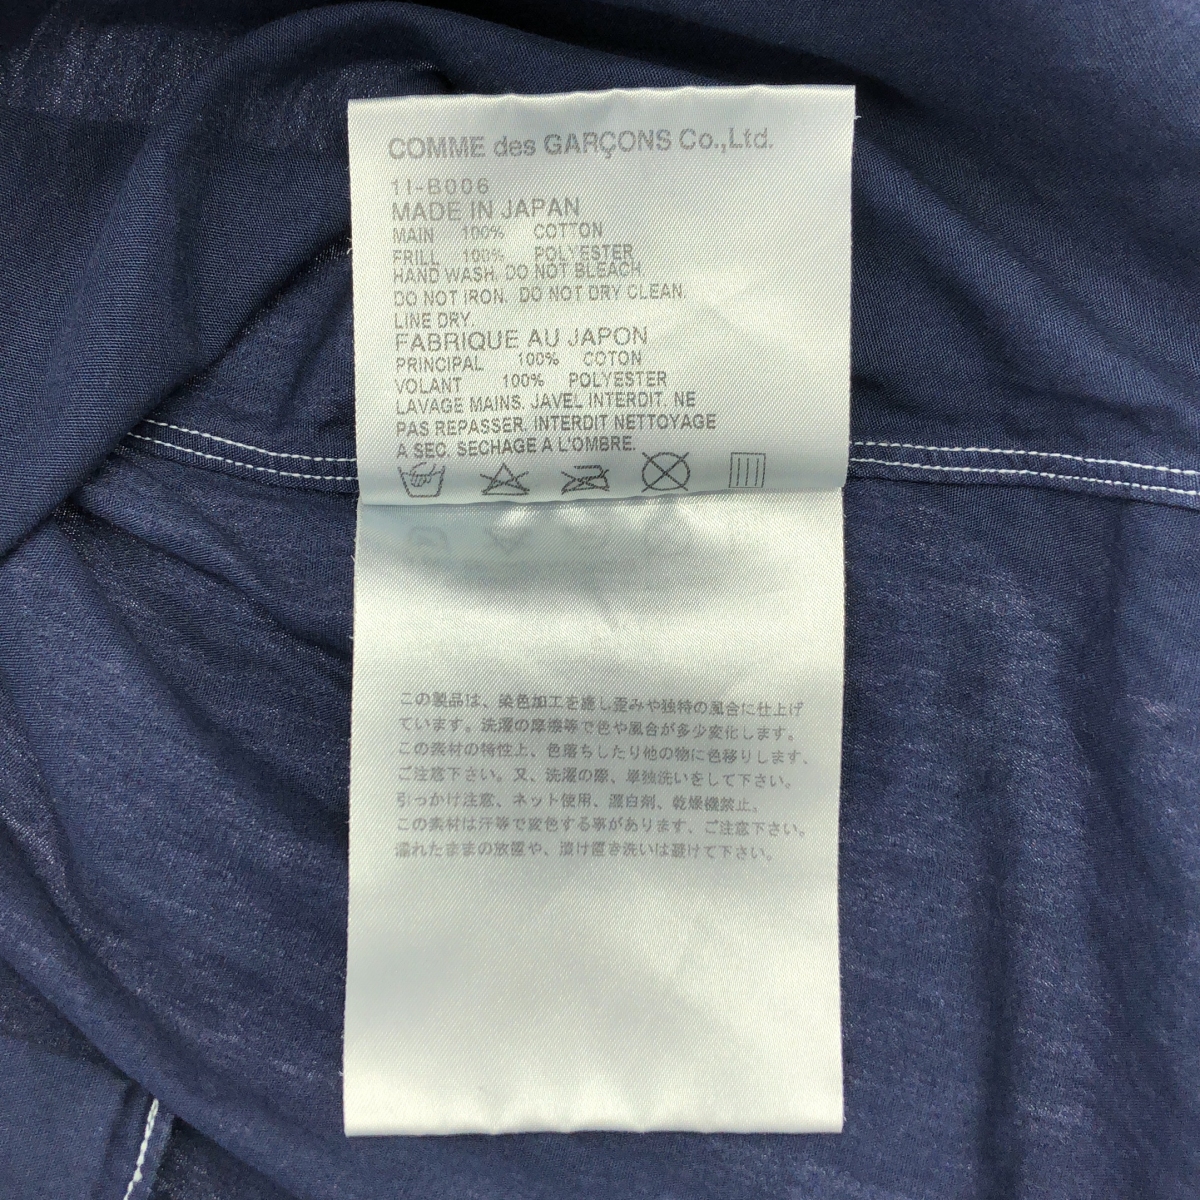 COMME des GARÇONS Co.,Ltd.
1I-B006
MADE IN JAPAN
MAIN 100% COTTON
FRILL 100% POLYESTER
HAND WASH. DO NOT BLEACH.
DO NOT IRON. DO NOT DRY CLEAN.
LINE DRY.
FABRIQUE AU JAPON
PRINCIPAL 100% COTON
VOLANT 100% POLYESTER
LAVAGE MAINS. JAVEL INTERDIT. NE
PAS REPASSER. INTERDIT NETTOYAGE
A SEC. SECHAGE A L'OMBRE.
この製品は、染色加工を施し歪みや独特の風合に仕上げ
ています。洗濯の摩擦等で色や風合が多少変化します。
この素材の特性上、色落ちしたり他の物に色移りします、
ご注意下さい。又、洗濯の際、単独洗いをして下さい。
引っかけ注意、ネット使用、漂白剤、乾燥機禁止。
この素材は汗等で変色する事があります、ご注意下さい。
濡れたままの放置や、漬け置き洗いは避けて下さい。